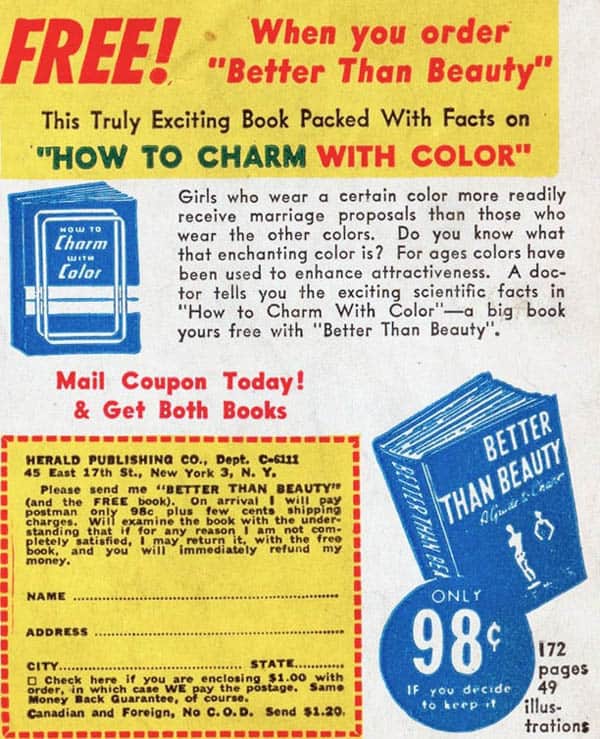 FREE!
When you order
"Better Than Beauty"
This Truly Exciting Book Packed With Facts on
"HOW TO CHARM WITH COLOR"
HOW TO
Charm
WITH
Color
Girls who wear a certain color more readily
receive marriage proposals than those who
wear the other colors. Do you know what
that enchanting color is? For ages colors have
been used to enhance attractiveness. A doc-
tor tells you the exciting scientific facts in
"How to Charm With Color"—a big book
yours free with "Better Than Beauty".
Mail Coupon Today!
& Get Both Books
HERALD PUBLISHING CO., Dept. C-6111
45 East 17th St., New York 3, N. Y.
Please send me "BETTER THAN BEAUTY"
(and the FREE book). On arrival I will pay
postman only 98c plus few cents shipping
charges. Will examine the book with the under-
standing that if for any reason I am not com-
pletely satisfied, I may return it, with the free
book, and you will immediately refund my
money.
NAME
ADDRESS
CITY STATE
□ Check here if you are enclosing $1.00 with
order, in which case WE pay the postage. Same
Money Back Guarantee, of course.
Canadian and Foreign, No C.O.D. Send $1.20.
BETTER
THAN BEAUTY
A Guide to Charm
BETTER THAN BEA
ONLY
98¢
IF you decide
to keep it
172
pages
49
illus-
trations